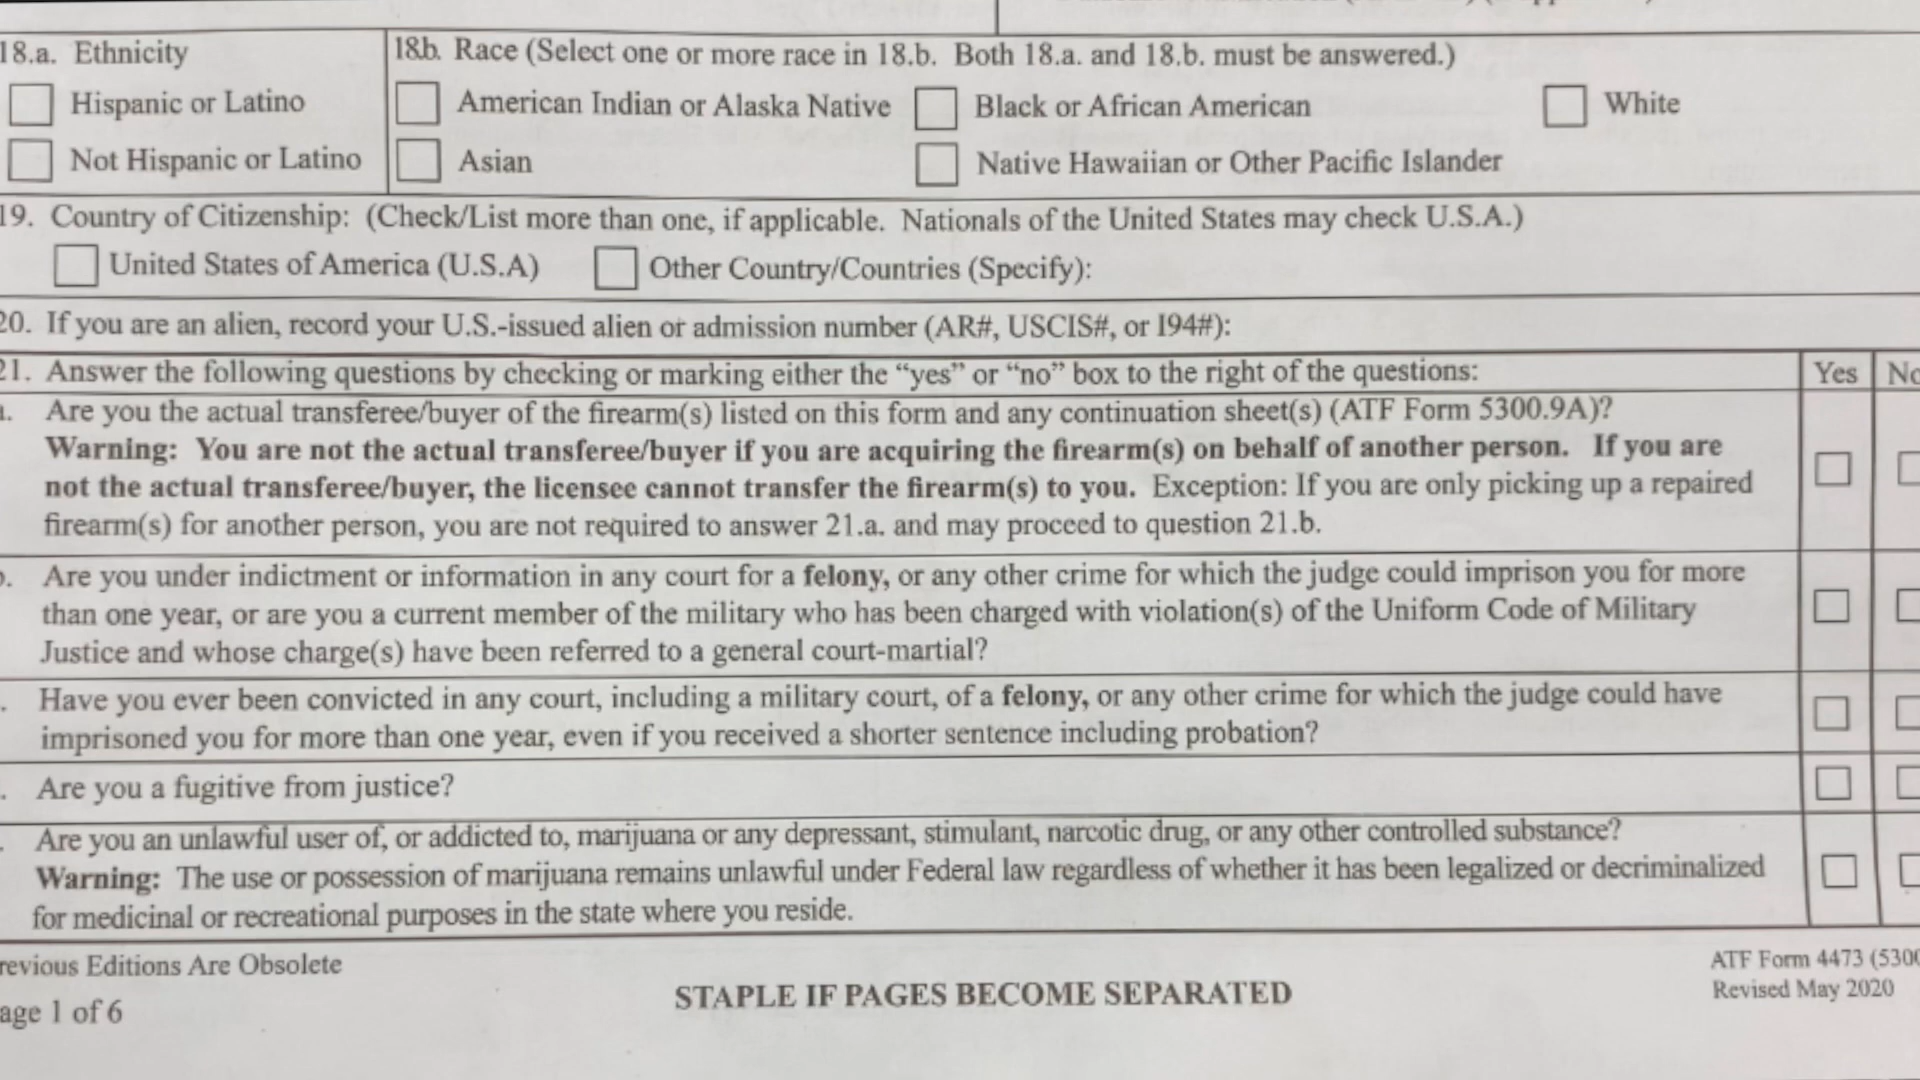 18.a. Ethnicity
Hispanic or Latino
Not Hispanic or Latino
18.b. Race (Select one or more race in 18.b. Both 18.a. and 18.b. must be answered.)
American Indian or Alaska Native
Black or African American
White
Asian
Native Hawaiian or Other Pacific Islander
19. Country of Citizenship: (Check/List more than one, if applicable. Nationals of the United States may check U.S.A.)
United States of America (U.S.A)
Other Country/Countries (Specify):
20. If you are an alien, record your U.S.-issued alien or admission number (AR#, USCIS#, or I94#):
21. Answer the following questions by checking or marking either the “yes” or “no” box to the right of the questions:
Yes
No
Are you the actual transferee/buyer of the firearm(s) listed on this form and any continuation sheet(s) (ATF Form 5300.9A)?
Warning: You are not the actual transferee/buyer if you are acquiring the firearm(s) on behalf of another person. If you are
not the actual transferee/buyer, the licensee cannot transfer the firearm(s) to you. Exception: If you are only picking up a repaired
firearm(s) for another person, you are not required to answer 21.a. and may proceed to question 21.b.
Are you under indictment or information in any court for a felony, or any other crime for which the judge could imprison you for more
than one year, or are you a current member of the military who has been charged with violation(s) of the Uniform Code of Military
Justice and whose charge(s) have been referred to a general court-martial?
Have you ever been convicted in any court, including a military court, of a felony, or any other crime for which the judge could have
imprisoned you for more than one year, even if you received a shorter sentence including probation?
Are you a fugitive from justice?
Are you an unlawful user of, or addicted to, marijuana or any depressant, stimulant, narcotic drug, or any other controlled substance?
Warning: The use or possession of marijuana remains unlawful under Federal law regardless of whether it has been legalized or decriminalized
for medicinal or recreational purposes in the state where you reside.
revious Editions Are Obsolete
age 1 of 6
STAPLE IF PAGES BECOME SEPARATED
ATF Form 4473 (5300
Revised May 2020